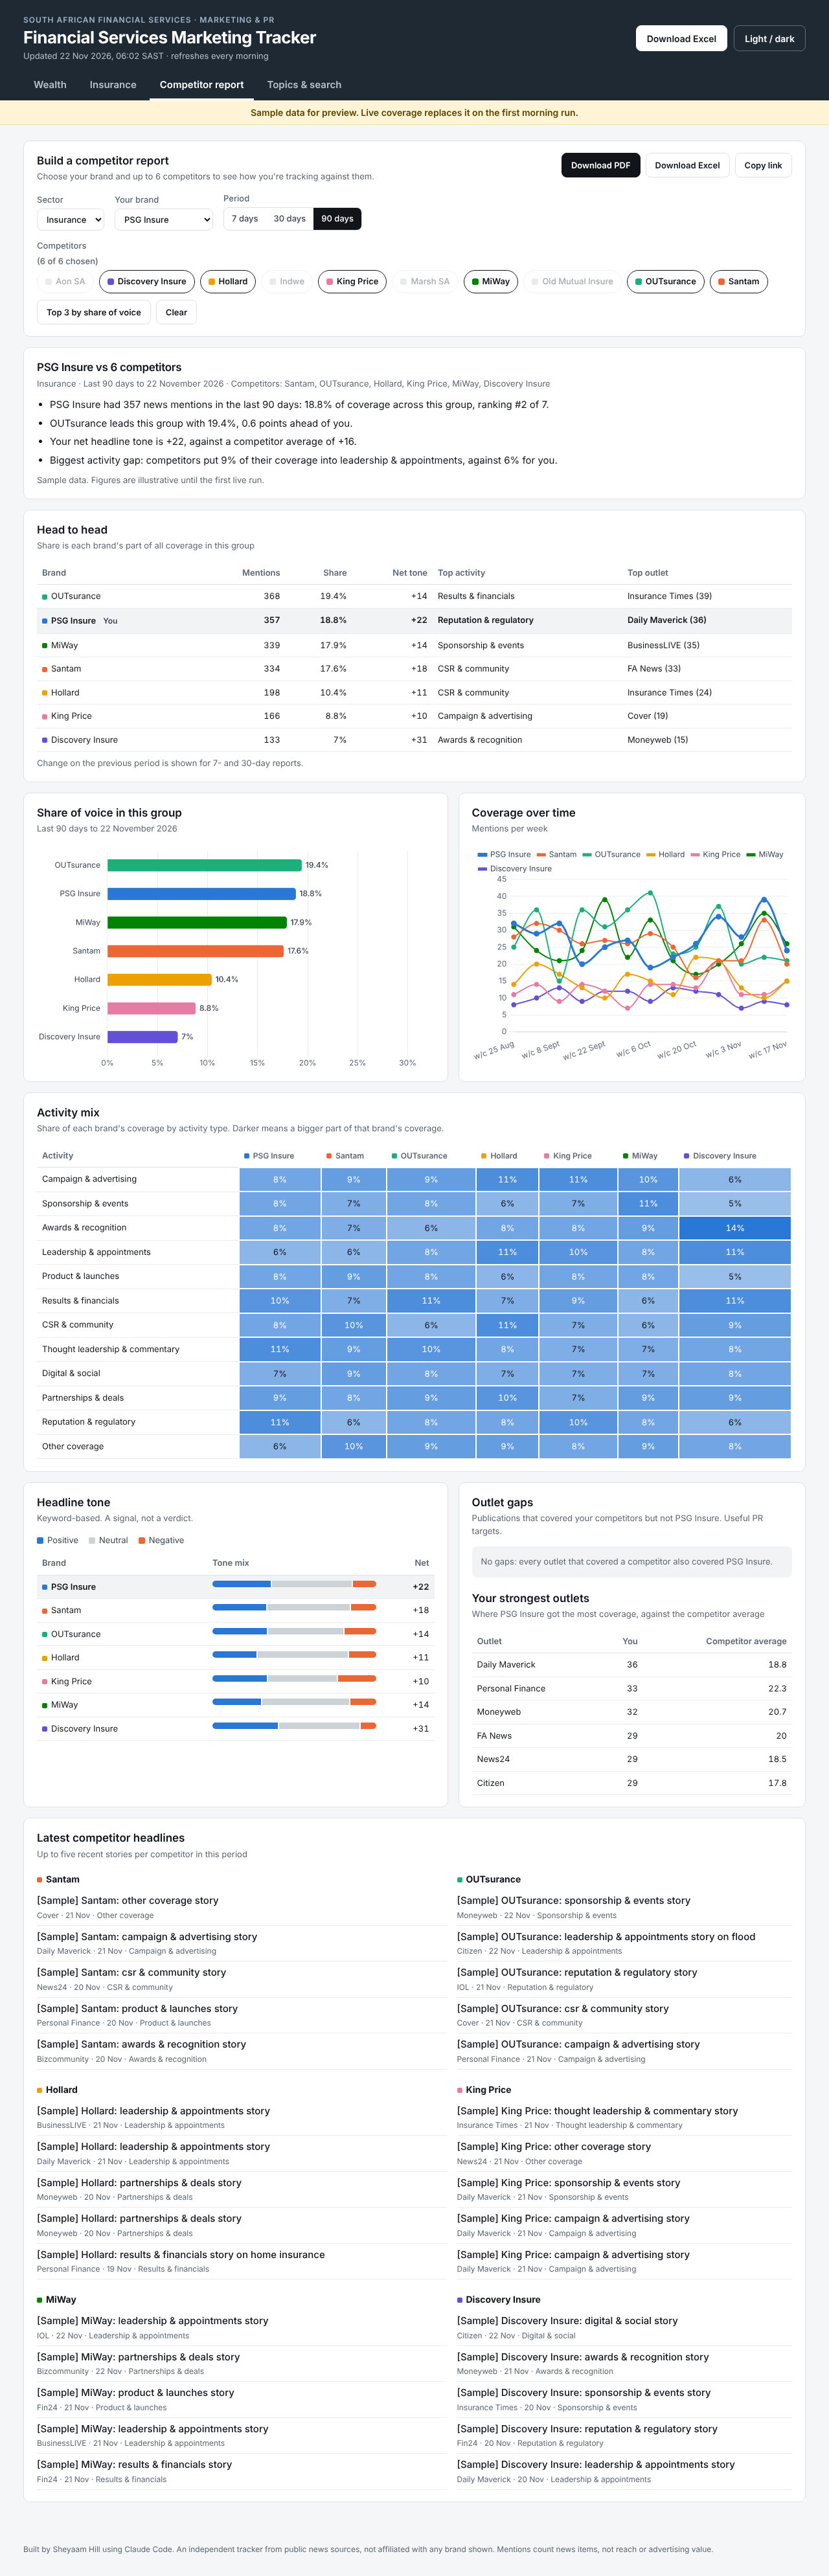 SOUTH AFRICAN FINANCIAL SERVICES · MARKETING & PR
Financial Services Marketing Tracker
Updated 22 Nov 2026, 06:02 SAST · refreshes every morning
Download Excel
Light / dark
Wealth
Insurance
Competitor report
Topics & search
Sample data for preview. Live coverage replaces it on the first morning run.
Build a competitor report
Choose your brand and up to 6 competitors to see how you're tracking against them.
Download PDF
Download Excel
Copy link
Sector
Your brand
Period
Insurance
PSG Insure
7 days
30 days
90 days
Competitors
(6 of 6 chosen)
Aon SA
Discovery Insure
Hollard
Indwe
King Price
Marsh SA
MiWay
Old Mutual Insure
OUTsurance
Santam
Top 3 by share of voice
Clear
PSG Insure vs 6 competitors
Insurance · Last 90 days to 22 November 2026 · Competitors: Santam, OUTsurance, Hollard, King Price, MiWay, Discovery Insure
• PSG Insure had 357 news mentions in the last 90 days: 18.8% of coverage across this group, ranking #2 of 7.
• OUTsurance leads this group with 19.4%, 0.6 points ahead of you.
• Your net headline tone is +22, against a competitor average of +16.
• Biggest activity gap: competitors put 9% of their coverage into leadership & appointments, against 6% for you.
Sample data. Figures are illustrative until the first live run.
Head to head
Share is each brand's part of all coverage in this group
Brand Mentions Share Net tone Top activity Top outlet
OUTsurance 368 19.4% +14 Results & financials Insurance Times (39)
PSG Insure You 357 18.8% +22 Reputation & regulatory Daily Maverick (36)
MiWay 339 17.9% +14 Sponsorship & events BusinessLIVE (35)
Santam 334 17.6% +18 CSR & community FA News (33)
Hollard 198 10.4% +11 CSR & community Insurance Times (24)
King Price 166 8.8% +10 Campaign & advertising Cover (19)
Discovery Insure 133 7% +31 Awards & recognition Moneyweb (15)
Change on the previous period is shown for 7- and 30-day reports.
Share of voice in this group
Last 90 days to 22 November 2026
OUTsurance 19.4%
PSG Insure 18.8%
MiWay 17.9%
Santam 17.6%
Hollard 10.4%
King Price 8.8%
Discovery Insure 7%
0% 5% 10% 15% 20% 25% 30%
Coverage over time
Mentions per week
PSG Insure Santam OUTsurance Hollard King Price MiWay
Discovery Insure
45
40
35
30
25
20
15
10
5
0
w/c 25 Aug w/c 8 Sept w/c 22 Sept w/c 6 Oct w/c 20 Oct w/c 3 Nov w/c 17 Nov
Activity mix
Share of each brand's coverage by activity type. Darker means a bigger part of that brand's coverage.
Activity PSG Insure Santam OUTsurance Hollard King Price MiWay Discovery Insure
Campaign & advertising 8% 9% 9% 11% 11% 10% 6%
Sponsorship & events 8% 7% 8% 6% 7% 11% 5%
Awards & recognition 8% 7% 6% 8% 8% 9% 14%
Leadership & appointments 6% 6% 8% 11% 10% 8% 11%
Product & launches 8% 9% 8% 6% 8% 8% 5%
Results & financials 10% 7% 11% 7% 9% 6% 11%
CSR & community 8% 10% 6% 11% 7% 6% 9%
Thought leadership & commentary 11% 9% 10% 8% 7% 7% 8%
Digital & social 7% 9% 8% 7% 7% 7% 8%
Partnerships & deals 9% 8% 9% 10% 7% 9% 9%
Reputation & regulatory 11% 6% 8% 8% 10% 8% 6%
Other coverage 6% 10% 9% 9% 8% 9% 8%
Headline tone
Keyword-based. A signal, not a verdict.
Positive Neutral Negative
Brand Tone mix Net
PSG Insure +22
Santam +18
OUTsurance +14
Hollard +11
King Price +10
MiWay +14
Discovery Insure +31
Outlet gaps
Publications that covered your competitors but not PSG Insure. Useful PR
targets.
No gaps: every outlet that covered a competitor also covered PSG Insure.
Your strongest outlets
Where PSG Insure got the most coverage, against the competitor average
Outlet You Competitor average
Daily Maverick 36 18.8
Personal Finance 33 22.3
Moneyweb 32 20.7
FA News 29 20
News24 29 18.5
Citizen 29 17.8
Latest competitor headlines
Up to five recent stories per competitor in this period
Santam
[Sample] Santam: other coverage story
Cover · 21 Nov · Other coverage
[Sample] Santam: campaign & advertising story
Daily Maverick · 21 Nov · Campaign & advertising
[Sample] Santam: csr & community story
News24 · 20 Nov · CSR & community
[Sample] Santam: product & launches story
Personal Finance · 20 Nov · Product & launches
[Sample] Santam: awards & recognition story
Bizcommunity · 20 Nov · Awards & recognition
OUTsurance
[Sample] OUTsurance: sponsorship & events story
Moneyweb · 22 Nov · Sponsorship & events
[Sample] OUTsurance: leadership & appointments story on flood
Citizen · 22 Nov · Leadership & appointments
[Sample] OUTsurance: reputation & regulatory story
IOL · 21 Nov · Reputation & regulatory
[Sample] OUTsurance: csr & community story
Cover · 21 Nov · CSR & community
[Sample] OUTsurance: campaign & advertising story
Personal Finance · 21 Nov · Campaign & advertising
Hollard
[Sample] Hollard: leadership & appointments story
BusinessLIVE · 21 Nov · Leadership & appointments
[Sample] Hollard: leadership & appointments story
Daily Maverick · 21 Nov · Leadership & appointments
[Sample] Hollard: partnerships & deals story
Moneyweb · 20 Nov · Partnerships & deals
[Sample] Hollard: partnerships & deals story
Moneyweb · 20 Nov · Partnerships & deals
[Sample] Hollard: results & financials story on home insurance
Personal Finance · 19 Nov · Results & financials
King Price
[Sample] King Price: thought leadership & commentary story
Insurance Times · 21 Nov · Thought leadership & commentary
[Sample] King Price: other coverage story
News24 · 21 Nov · Other coverage
[Sample] King Price: sponsorship & events story
Daily Maverick · 21 Nov · Sponsorship & events
[Sample] King Price: campaign & advertising story
Daily Maverick · 21 Nov · Campaign & advertising
[Sample] King Price: campaign & advertising story
Daily Maverick · 21 Nov · Campaign & advertising
MiWay
[Sample] MiWay: leadership & appointments story
IOL · 22 Nov · Leadership & appointments
[Sample] MiWay: partnerships & deals story
Bizcommunity · 22 Nov · Partnerships & deals
[Sample] MiWay: product & launches story
Fin24 · 21 Nov · Product & launches
[Sample] MiWay: leadership & appointments story
BusinessLIVE · 21 Nov · Leadership & appointments
[Sample] MiWay: results & financials story
Fin24 · 21 Nov · Results & financials
Discovery Insure
[Sample] Discovery Insure: digital & social story
Citizen · 22 Nov · Digital & social
[Sample] Discovery Insure: awards & recognition story
Moneyweb · 21 Nov · Awards & recognition
[Sample] Discovery Insure: sponsorship & events story
Insurance Times · 20 Nov · Sponsorship & events
[Sample] Discovery Insure: reputation & regulatory story
Fin24 · 20 Nov · Reputation & regulatory
[Sample] Discovery Insure: leadership & appointments story
Daily Maverick · 20 Nov · Leadership & appointments
Built by Sheyaam Hill using Claude Code. An independent tracker from public news sources, not affiliated with any brand shown. Mentions count news items, not reach or advertising value.